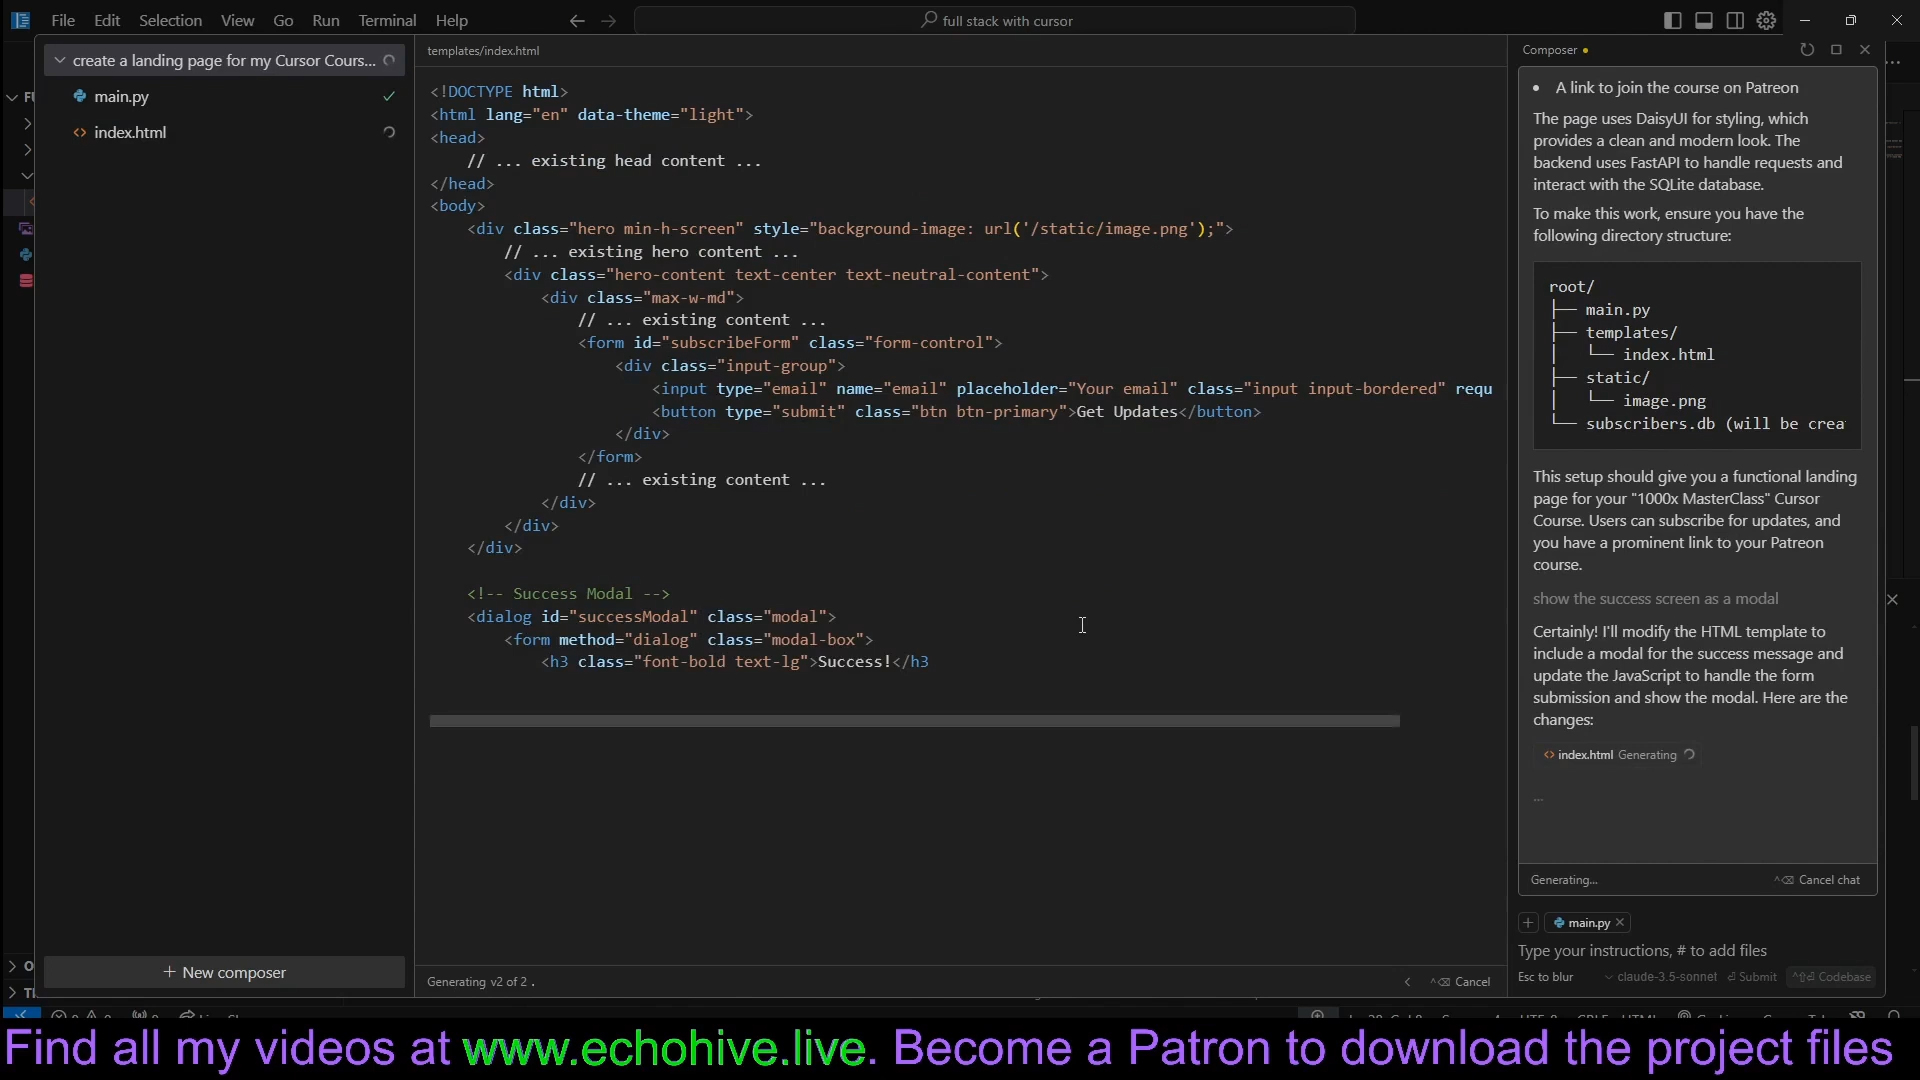 File Edit Selection View Go Run Terminal Help
full stack with cursor
create a landing page for my Cursor Cours...
main.py
index.html
+ New composer
templates/index.html
<!DOCTYPE html>
<html lang="en" data-theme="light">
<head>
// ... existing head content ...
</head>
<body>
<div class="hero min-h-screen" style="background-image: url('/static/image.png');">
// ... existing hero content ...
<div class="hero-content text-center text-neutral-content">
<div class="max-w-md">
// ... existing content ...
<form id="subscribeForm" class="form-control">
<div class="input-group">
<input type="email" name="email" placeholder="Your email" class="input input-bordered" requ
<button type="submit" class="btn btn-primary">Get Updates</button>
</div>
</form>
// ... existing content ...
</div>
</div>
</div>
<!-- Success Modal -->
<dialog id="successModal" class="modal">
<form method="dialog" class="modal-box">
<h3 class="font-bold text-lg">Success!</h3
Generating v2 of 2 .
Cancel
Composer
• A link to join the course on Patreon
The page uses DaisyUI for styling, which
provides a clean and modern look. The
backend uses FastAPI to handle requests and
interact with the SQLite database.
To make this work, ensure you have the
following directory structure:
root/
├── main.py
├── templates/
│   └── index.html
├── static/
│   └── image.png
└── subscribers.db (will be crea
This setup should give you a functional landing
page for your "1000x MasterClass" Cursor
Course. Users can subscribe for updates, and
you have a prominent link to your Patreon
course.
show the success screen as a modal
Certainly! I'll modify the HTML template to
include a modal for the success message and
update the JavaScript to handle the form
submission and show the modal. Here are the
changes:
index.html Generating
...
Generating...
Cancel chat
+ main.py
Type your instructions, # to add files
Esc to blur claude-3.5-sonnet Submit Codebase
Find all my videos at www.echohive.live. Become a Patron to download the project files